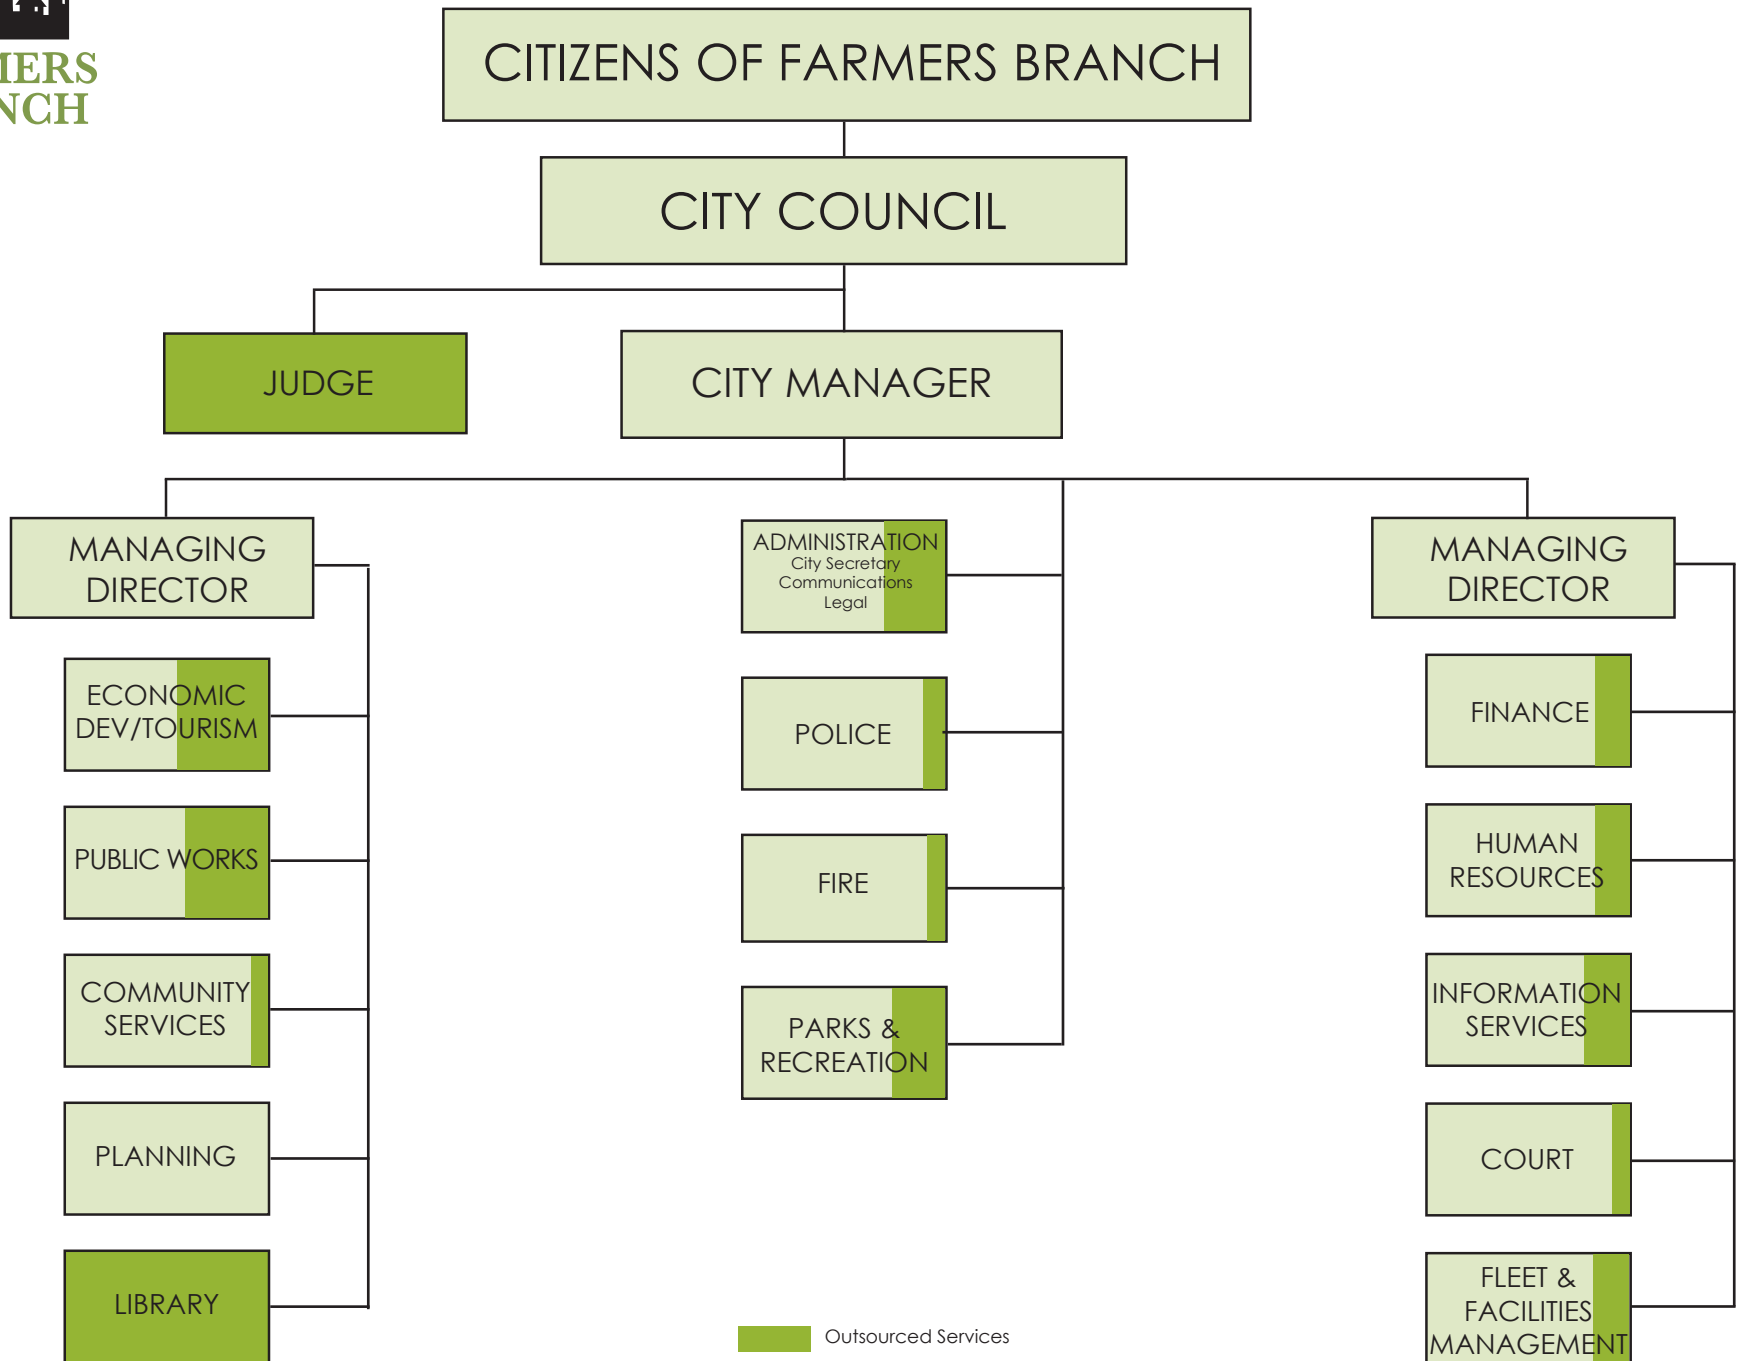 MERS
NCH
CITIZENS OF FARMERS BRANCH
CITY COUNCIL
JUDGE
CITY MANAGER
MANAGING
DIRECTOR
ECONOMIC
DEV/TOURISM
PUBLIC WORKS
COMMUNITY
SERVICES
PLANNING
LIBRARY
ADMINISTRATION
City Secretary
Communications
Legal
POLICE
FIRE
PARKS &
RECREATION
MANAGING
DIRECTOR
FINANCE
HUMAN
RESOURCES
INFORMATION
SERVICES
COURT
FLEET &
FACILITIES
MANAGEMENT
Outsourced Services